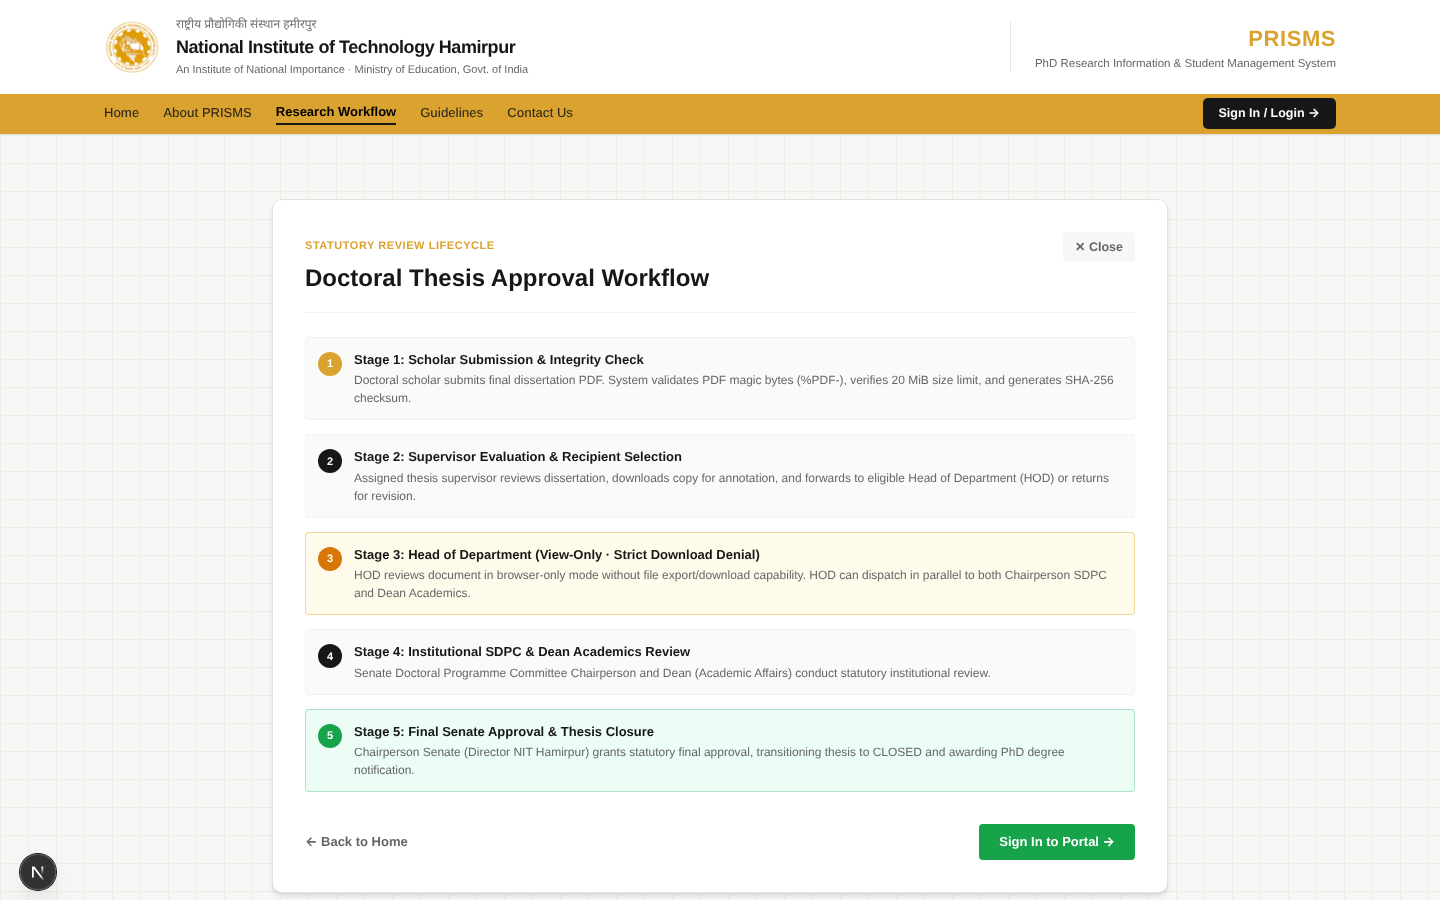 राष्ट्रीय प्रौद्योगिकी संस्थान हमीरपुर
National Institute of Technology Hamirpur
An Institute of National Importance · Ministry of Education, Govt. of India
PRISMS
PhD Research Information & Student Management System
Home About PRISMS Research Workflow Guidelines Contact Us Sign In / Login →
STATUTORY REVIEW LIFECYCLE
✕ Close
Doctoral Thesis Approval Workflow
1 Stage 1: Scholar Submission & Integrity Check
Doctoral scholar submits final dissertation PDF. System validates PDF magic bytes (%PDF-), verifies 20 MiB size limit, and generates SHA-256
checksum.
2 Stage 2: Supervisor Evaluation & Recipient Selection
Assigned thesis supervisor reviews dissertation, downloads copy for annotation, and forwards to eligible Head of Department (HOD) or returns
for revision.
3 Stage 3: Head of Department (View-Only · Strict Download Denial)
HOD reviews document in browser-only mode without file export/download capability. HOD can dispatch in parallel to both Chairperson SDPC
and Dean Academics.
4 Stage 4: Institutional SDPC & Dean Academics Review
Senate Doctoral Programme Committee Chairperson and Dean (Academic Affairs) conduct statutory institutional review.
5 Stage 5: Final Senate Approval & Thesis Closure
Chairperson Senate (Director NIT Hamirpur) grants statutory final approval, transitioning thesis to CLOSED and awarding PhD degree
notification.
← Back to Home
Sign In to Portal →
N